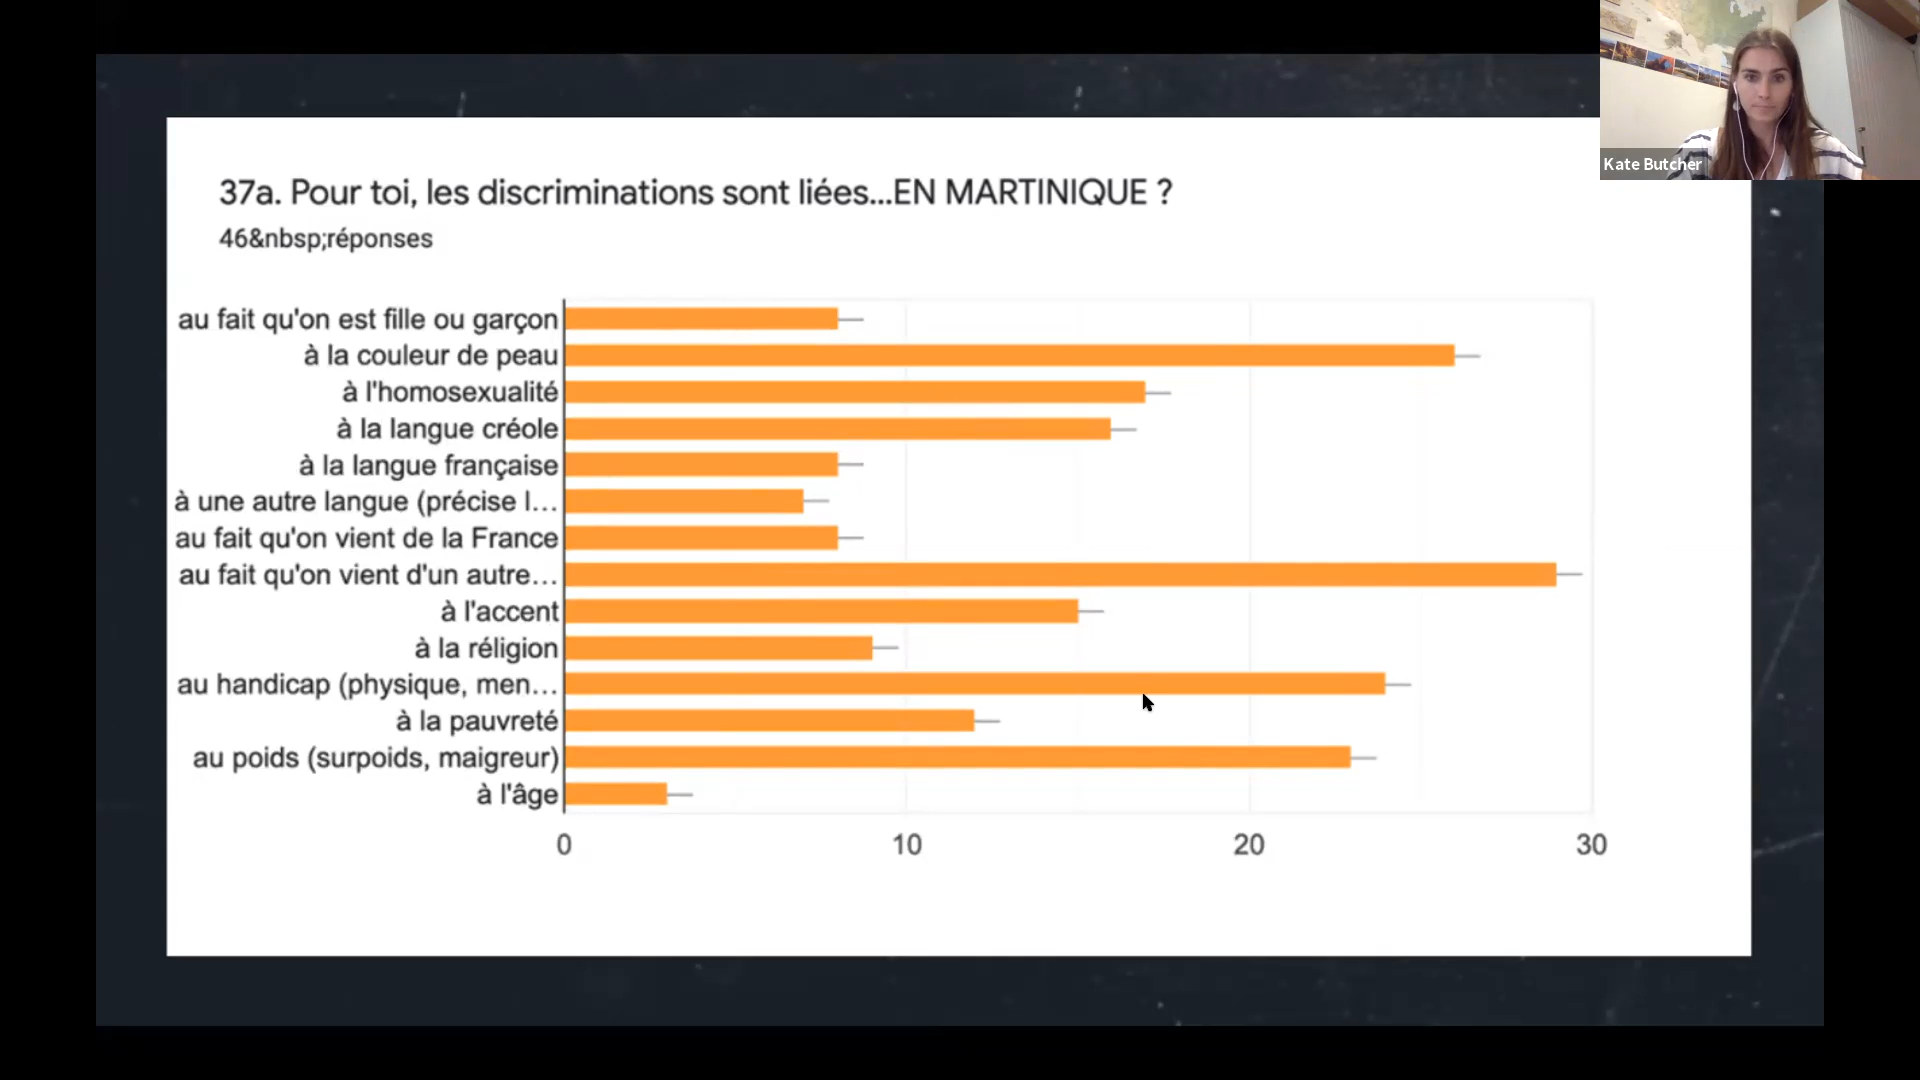 Kate Butcher
37a. Pour toi, les discriminations sont liées...EN MARTINIQUE ?
46&nbsp;réponses
au fait qu'on est fille ou garçon
à la couleur de peau
à l'homosexualité
à la langue créole
à la langue française
à une autre langue (précise l…
au fait qu'on vient de la France
au fait qu'on vient d'un autre…
à l'accent
à la réligion
au handicap (physique, men…
à la pauvreté
au poids (surpoids, maigreur)
à l'âge
0 10 20 30